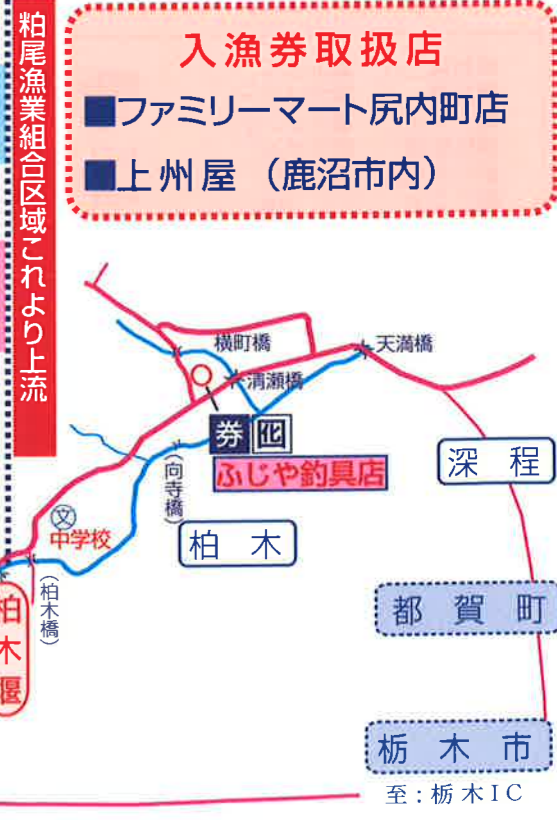 粕尾漁業組合区域これより上流
入漁券取扱店
■ファミリーマート尻内町店
■上州屋（鹿沼市内）
横町橋
天満橋
清瀬橋
券 囮
ふじや釣具店
深程
(向寺橋)
文
中学校
柏木
(柏木橋)
柏木堰
都賀町
栃木市
至：栃木IC